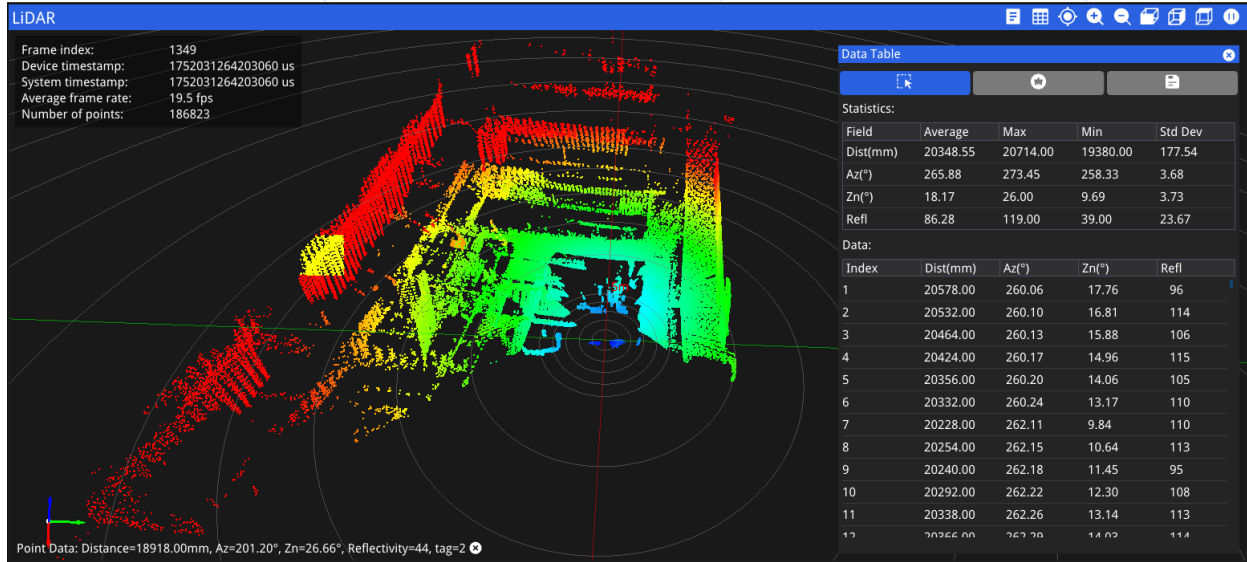 LiDAR
Frame index: 1349
Device timestamp: 1752031264203060 us
System timestamp: 1752031264203060 us
Average frame rate: 19.5 fps
Number of points: 186823
Data Table
Statistics:
Field Average Max Min Std Dev
Dist(mm) 20348.55 20714.00 19380.00 177.54
Az(°) 265.88 273.45 258.33 3.68
Zn(°) 18.17 26.00 9.69 3.73
Refl 86.28 119.00 39.00 23.67
Data:
Index Dist(mm) Az(°) Zn(°) Refl
1 20578.00 260.06 17.76 96
2 20532.00 260.10 16.81 114
3 20464.00 260.13 15.88 106
4 20424.00 260.17 14.96 115
5 20356.00 260.20 14.06 105
6 20332.00 260.24 13.17 110
7 20228.00 262.11 9.84 110
8 20254.00 262.15 10.64 113
9 20240.00 262.18 11.45 95
10 20292.00 262.22 12.30 108
11 20338.00 262.26 13.14 113
12 20366.00 262.29 14.03 114
Point Data: Distance=18918.00mm, Az=201.20°, Zn=26.66°, Reflectivity=44, tag=2